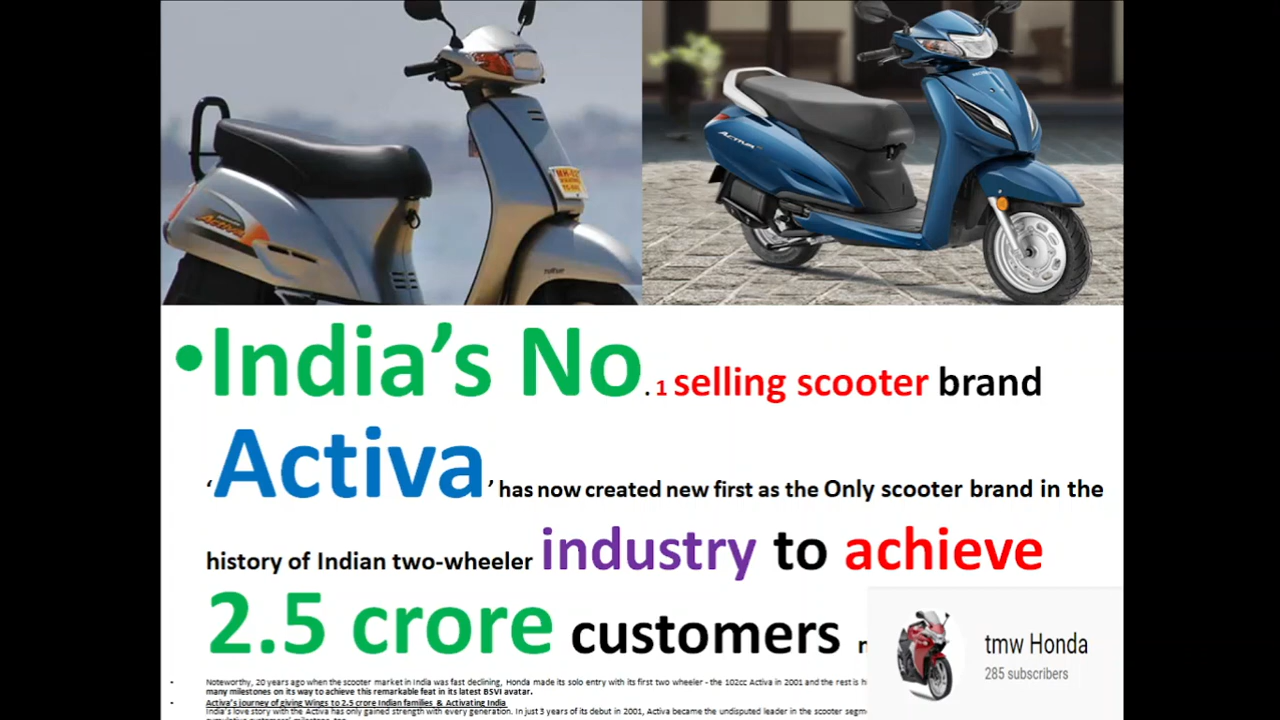 Activa
MH-02
ACTIVA
HONDA
•India’s No. 1 selling scooter brand
‘Activa’ has now created new first as the Only scooter brand in the
history of Indian two-wheeler industry to achieve
2.5 crore customers
tmw Honda
285 subscribers
• Noteworthy, 20 years ago when the scooter market in India was fast declining, Honda made its solo entry with its first two wheeler - the 102cc Activa in 2001 and the rest is
many milestones on its way to achieve this remarkable feat in its latest BSVI avatar.
• Activa’s journey of giving Wings to 2.5 crore Indian families & Activating India
India’s love story with the Activa has only gained strength with every generation. In just 3 years of its debut in 2001, Activa became the undisputed leader in the scooter segm